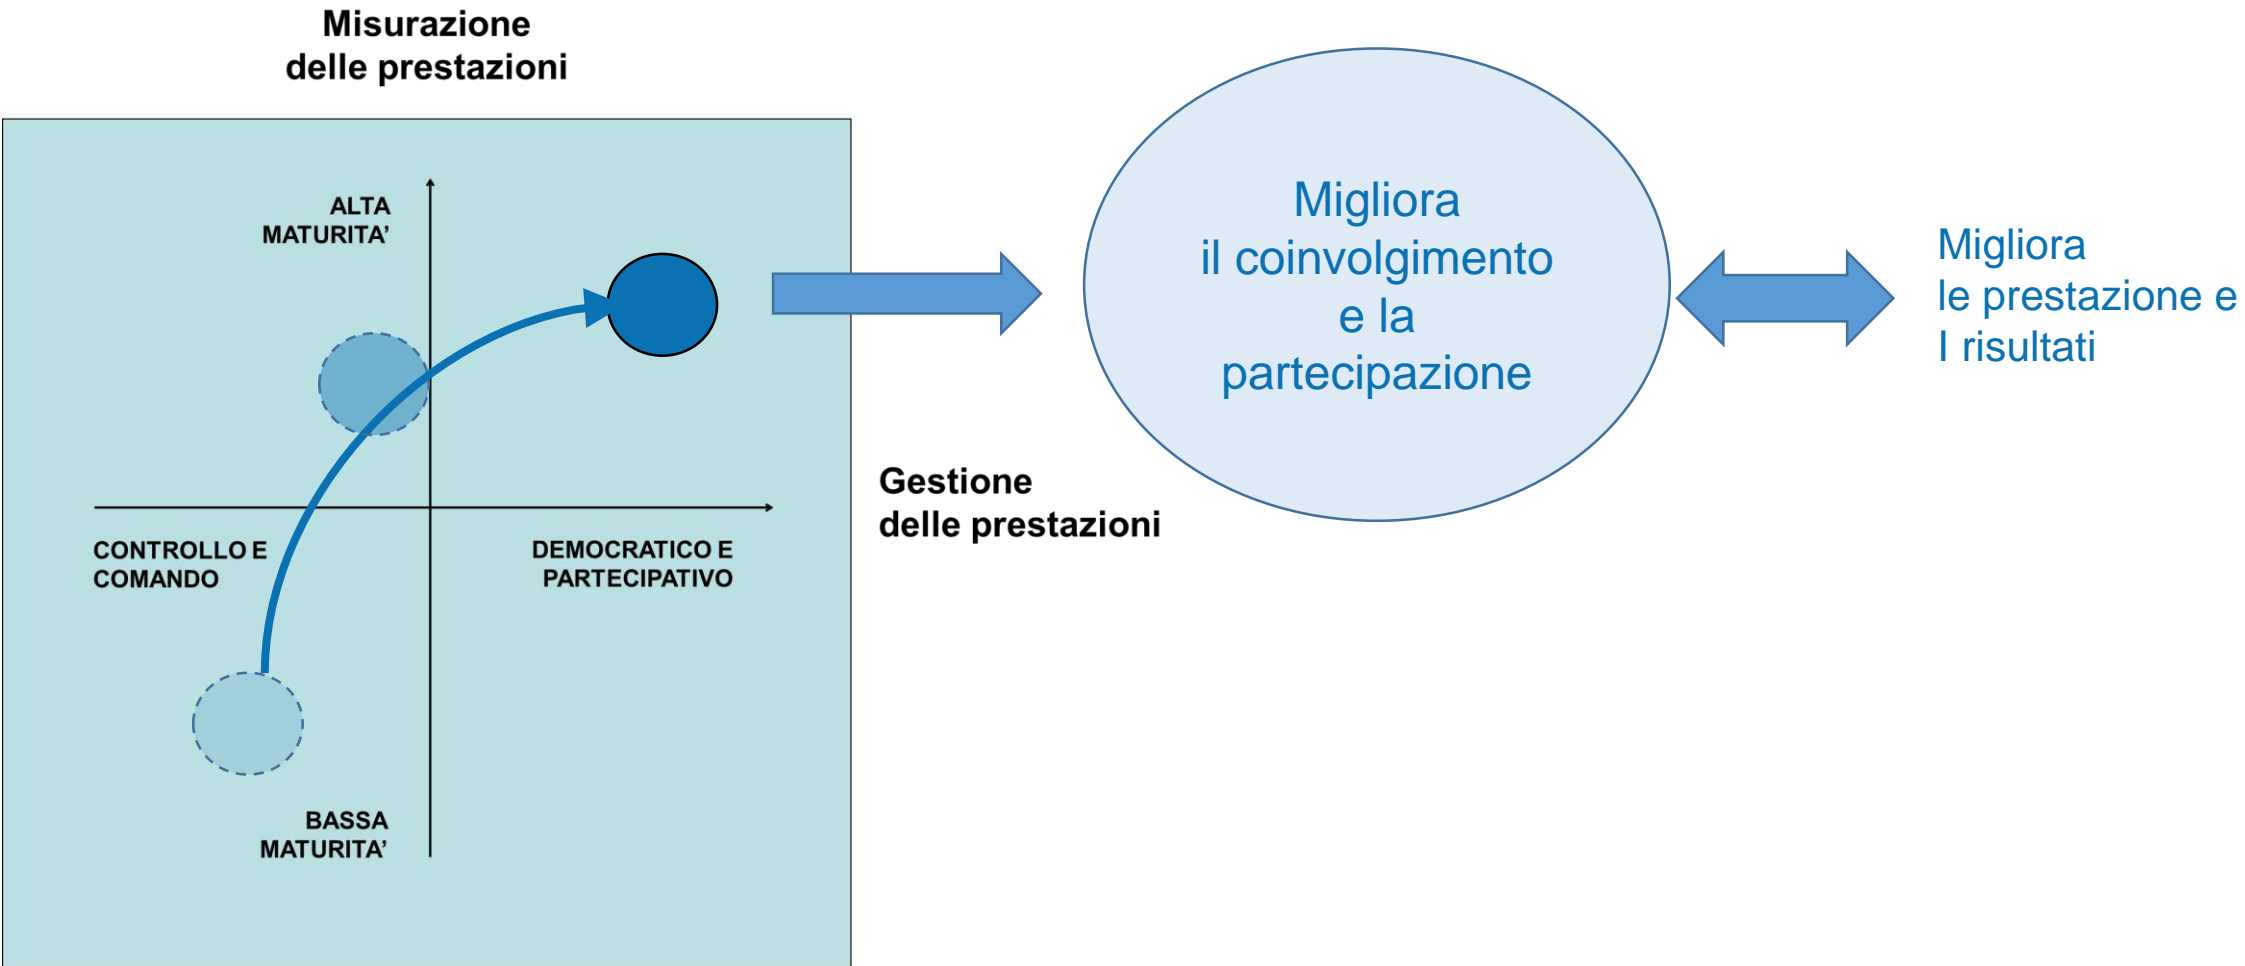 Misurazione
delle prestazioni
ALTA
MATURITA’
CONTROLLO E
COMANDO
DEMOCRATICO E
PARTECIPATIVO
BASSA
MATURITA’
Gestione
delle prestazioni
Migliora
il coinvolgimento
e la
partecipazione
Migliora
le prestazione e
I risultati